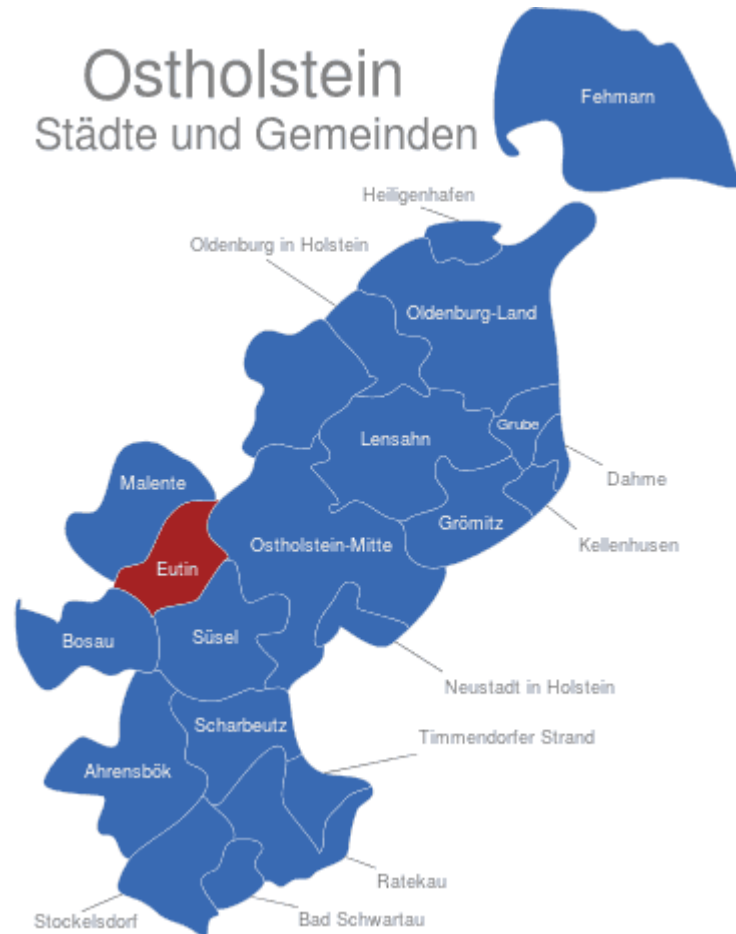 Ostholstein
Städte und Gemeinden
Fehmarn
Heiligenhafen
Oldenburg in Holstein
Oldenburg-Land
Grube
Lensahn
Dahme
Malente
Grömitz
Kellenhusen
Ostholstein-Mitte
Eutin
Bosau
Süsel
Neustadt in Holstein
Scharbeutz
Timmendorfer Strand
Ahrensbök
Ratekau
Stockelsdorf
Bad Schwartau